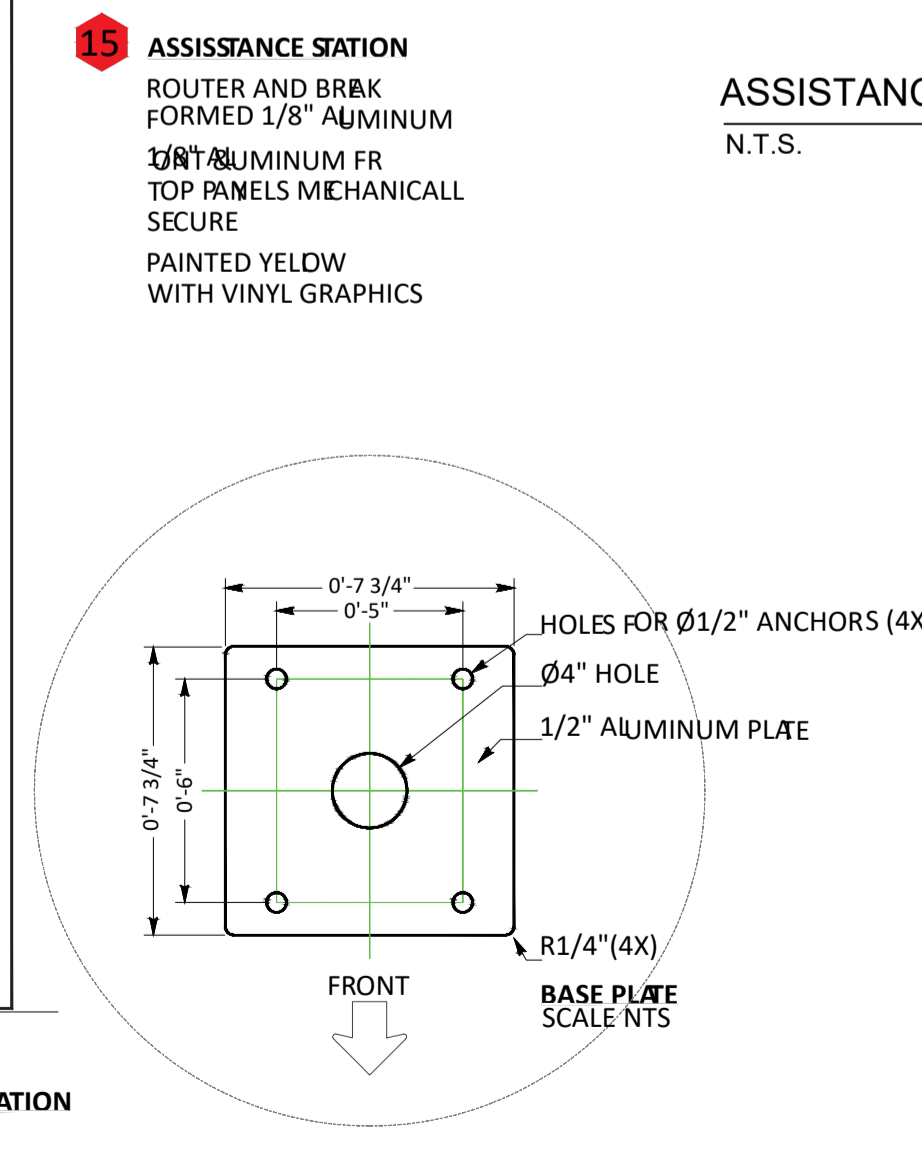 15
ASSISSTANCE STATION
ROUTER AND BREAK
FORMED 1/8" ALUMINUM
1/8" ALUMINUM FRONT &
TOP PANELS MECHANICALLY
SECURE
PAINTED YELLOW
WITH VINYL GRAPHICS
ASSISTANC
N.T.S.
0'-7 3/4"
0'-5"
HOLES FOR Ø1/2" ANCHORS (4X
Ø4" HOLE
1/2" ALUMINUM PLATE
0'-7 3/4"
0'-6"
R1/4"(4X)
FRONT
BASE PLATE
SCALE NTS
ATION